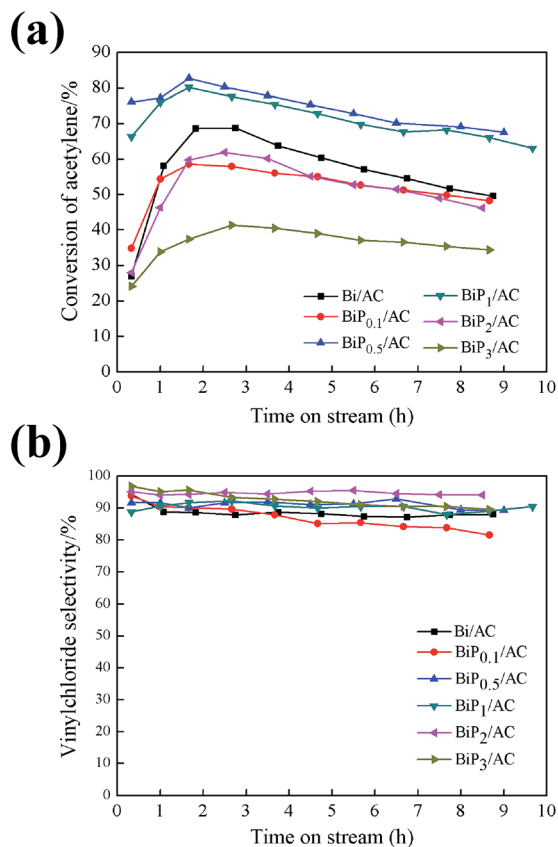 (a)
Conversion of acetylene/%
90
80
70
60
50
40
30
20
10
0
Bi/AC
BiP0.1/AC
BiP0.5/AC
BiP1/AC
BiP2/AC
BiP3/AC
0 1 2 3 4 5 6 7 8 9 10
Time on stream (h)
(b)
Vinylchloride selectivity/%
100
90
80
70
60
50
40
30
20
10
0
Bi/AC
BiP0.1/AC
BiP0.5/AC
BiP1/AC
BiP2/AC
BiP3/AC
0 1 2 3 4 5 6 7 8 9 10
Time on stream (h)